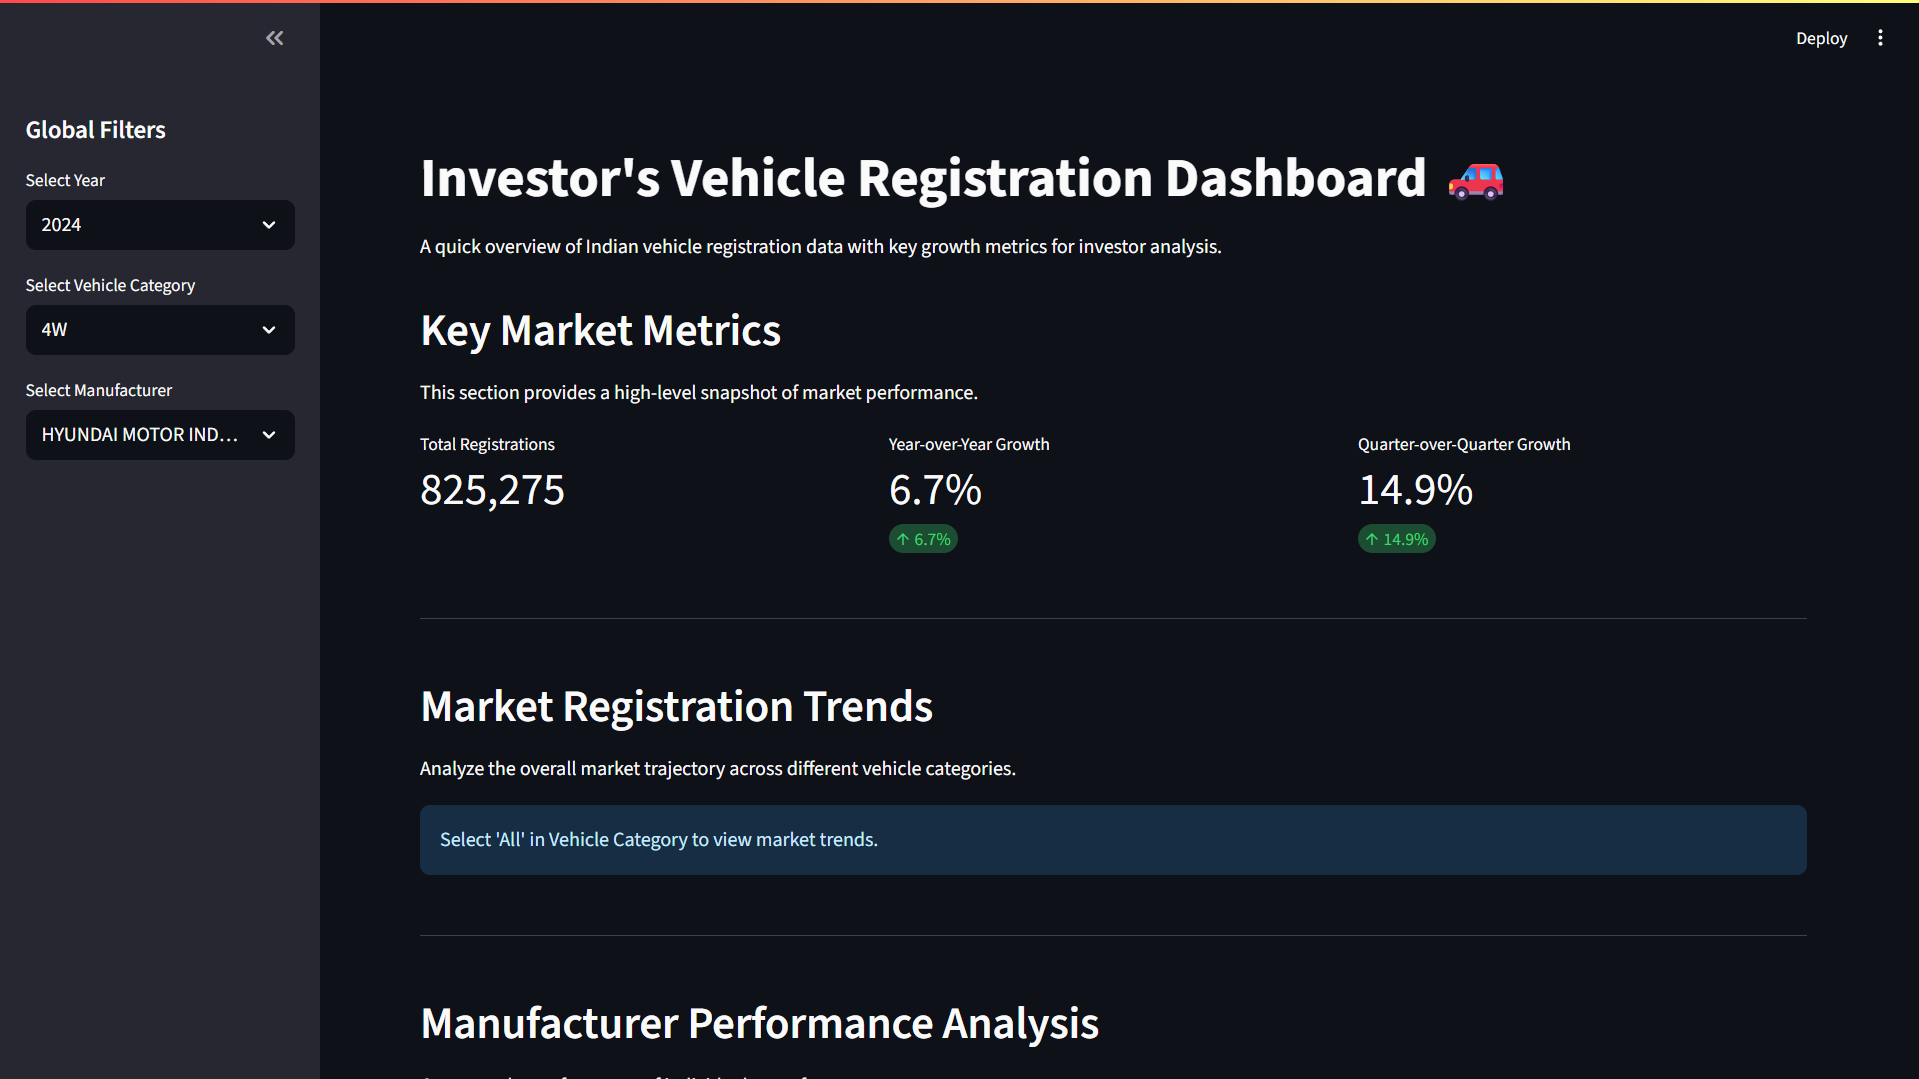 Deploy
Global Filters
Select Year
2024
Select Vehicle Category
4W
Select Manufacturer
HYUNDAI MOTOR IND...
Investor's Vehicle Registration Dashboard
A quick overview of Indian vehicle registration data with key growth metrics for investor analysis.
Key Market Metrics
This section provides a high-level snapshot of market performance.
Total Registrations
825,275
Year-over-Year Growth
6.7%
↑ 6.7%
Quarter-over-Quarter Growth
14.9%
↑ 14.9%
Market Registration Trends
Analyze the overall market trajectory across different vehicle categories.
Select 'All' in Vehicle Category to view market trends.
Manufacturer Performance Analysis